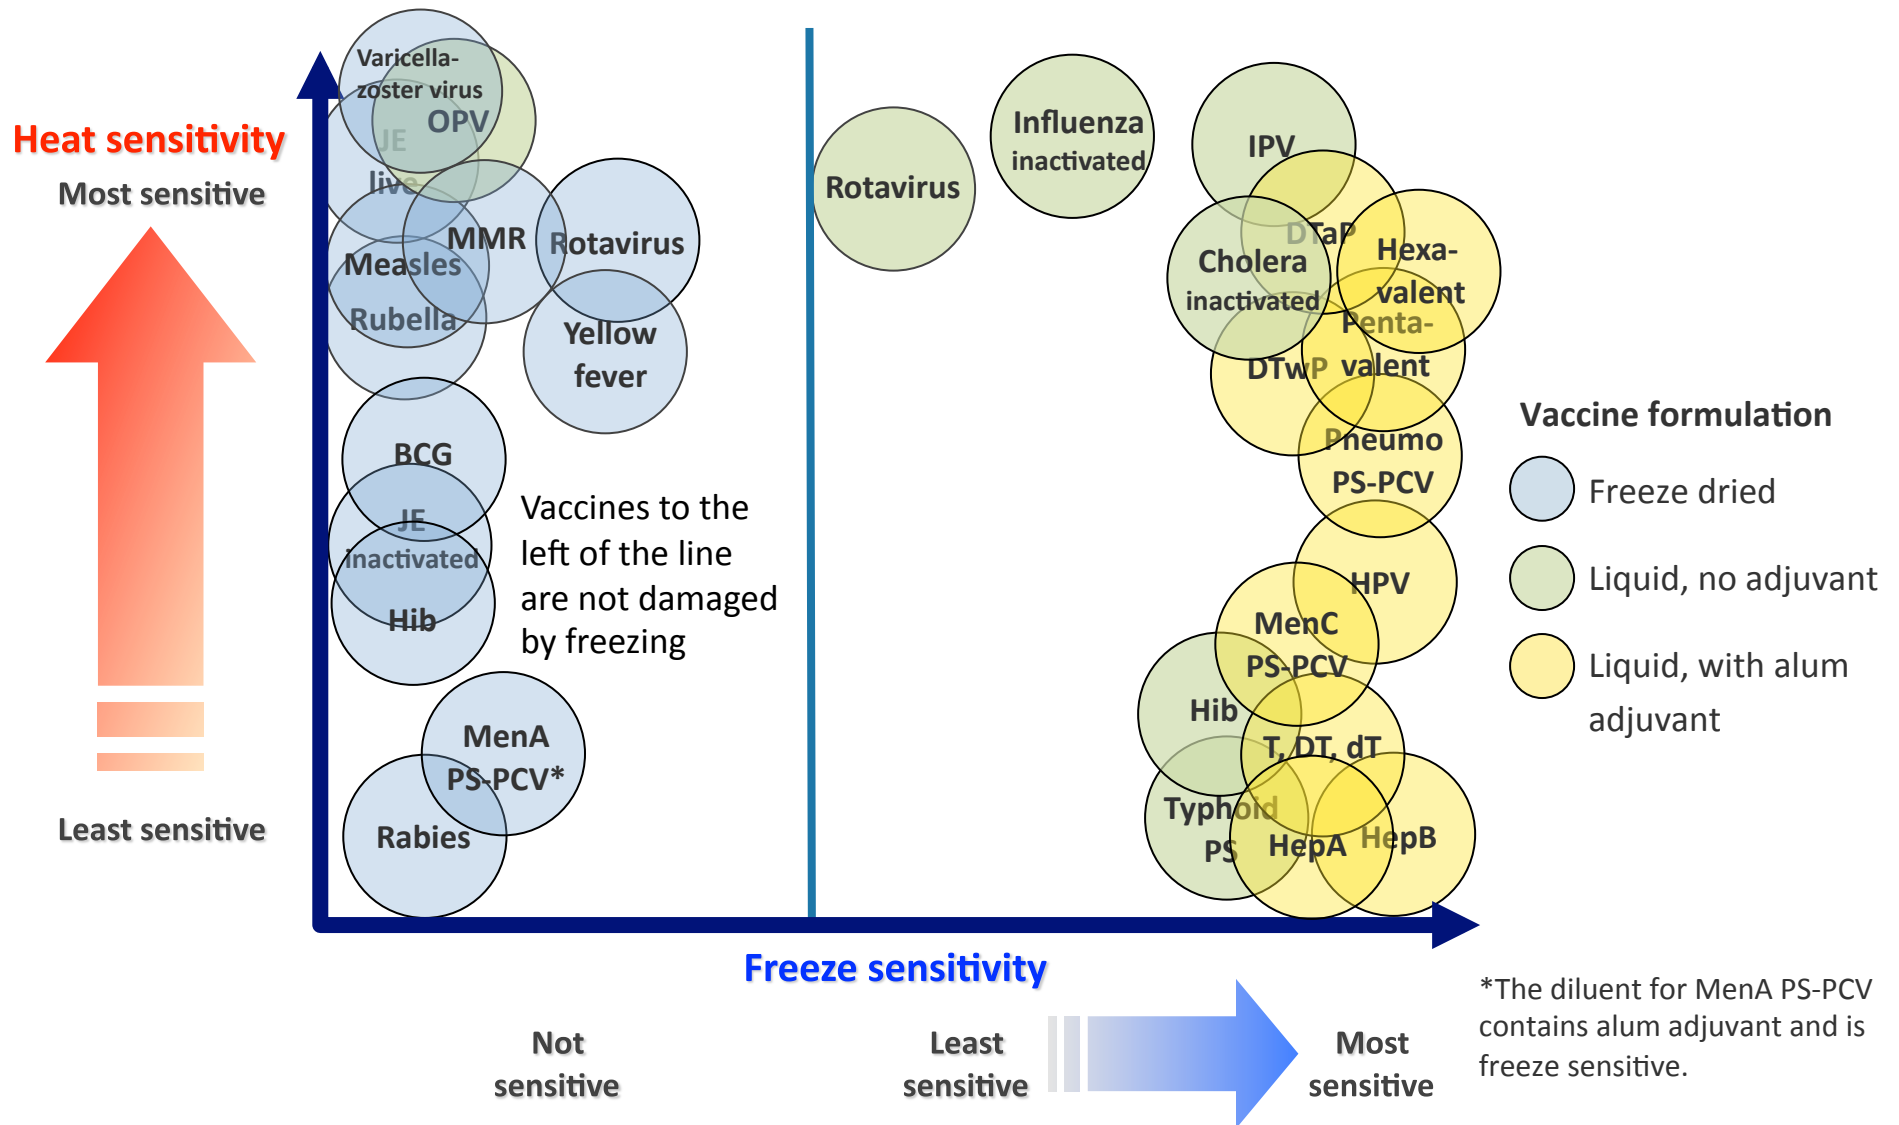 Heat sensitivity
Most sensitive
Least sensitive
Varicella-
zoster virus
OPV
JE
live
MMR
Rotavirus
Measles
Rubella
Yellow
fever
BCG
JE
inactivated
Hib
MenA
PS-PCV*
Rabies
Vaccines to the
left of the line
are not damaged
by freezing
Rotavirus
Influenza
inactivated
IPV
DTaP
Cholera
inactivated
Hexa-
valent
Penta-
valent
DTwP
Pneumo
PS-PCV
HPV
MenC
PS-PCV
Hib
T, DT, dT
Typhoid
PS
HepA
HepB
Vaccine formulation
Freeze dried
Liquid, no adjuvant
Liquid, with alum
adjuvant
Freeze sensitivity
Not
sensitive
Least
sensitive
Most
sensitive
*The diluent for MenA PS-PCV
contains alum adjuvant and is
freeze sensitive.